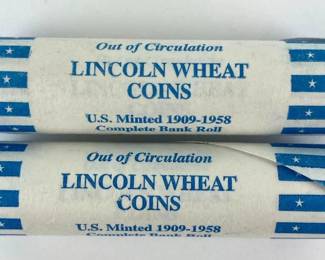 Out of Circulation
LINCOLN WHEAT
COINS
U.S. Minted 1909-1958
Complete Bank Roll
Out of Circulation
LINCOLN WHEAT
COINS
U.S. Minted 1909-1958
Complete Bank Roll